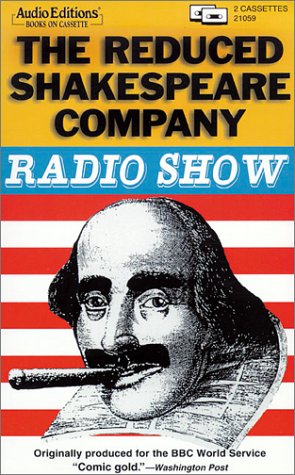 Audio Editions®
BOOKS ON CASSETTE
2 CASSETTES
21059
THE REDUCED
SHAKESPEARE
COMPANY
RADIO SHOW
Originally produced for the BBC World Service
"Comic gold."—Washington Post